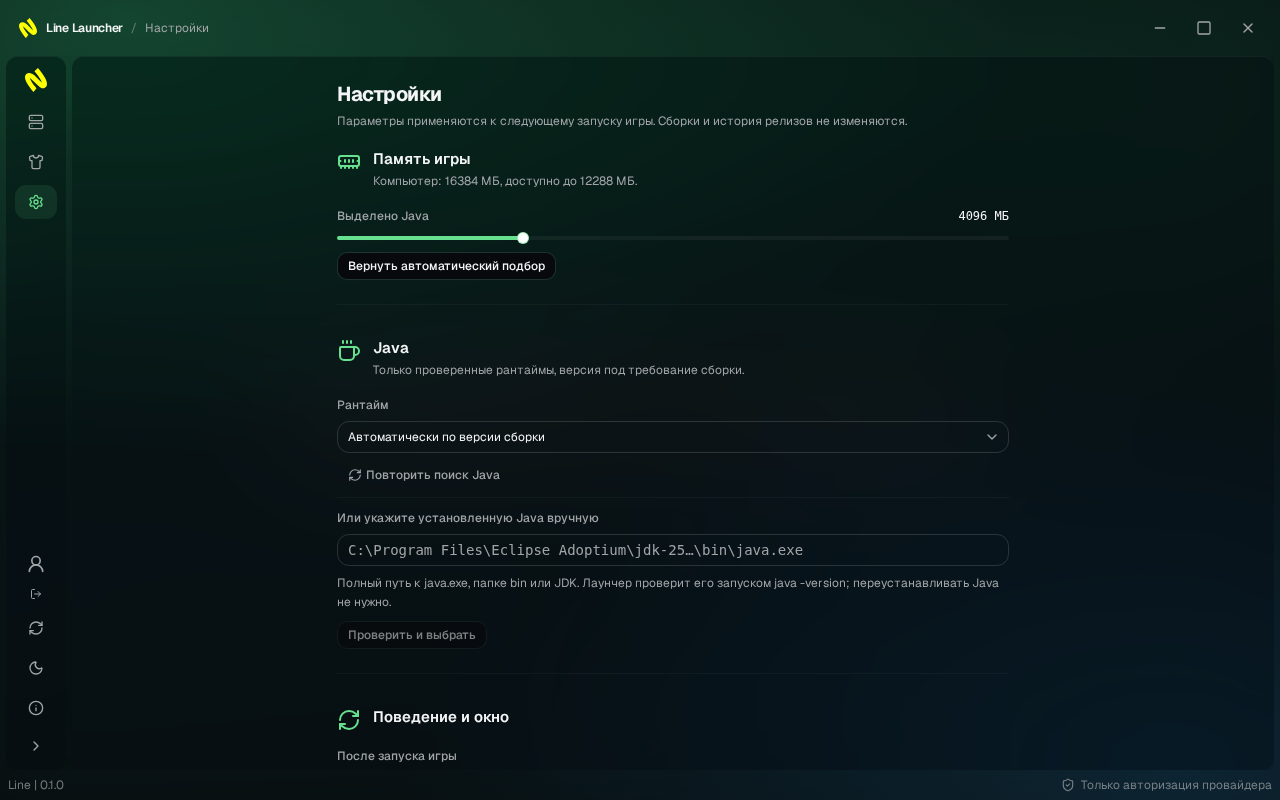 Line Launcher / Настройки
Настройки
Параметры применяются к следующему запуску игры. Сборки и история релизов не изменяются.
Память игры
Компьютер: 16384 МБ, доступно до 12288 МБ.
Выделено Java 4096 МБ
Вернуть автоматический подбор
Java
Только проверенные рантаймы, версия под требование сборки.
Рантайм
Автоматически по версии сборки
Повторить поиск Java
Или укажите установленную Java вручную
C:\Program Files\Eclipse Adoptium\jdk-25…\bin\java.exe
Полный путь к java.exe, папке bin или JDK. Лаунчер проверит его запуском java -version; переустанавливать Java
не нужно.
Проверить и выбрать
Поведение и окно
После запуска игры
Line | 0.1.0
Только авторизация провайдера